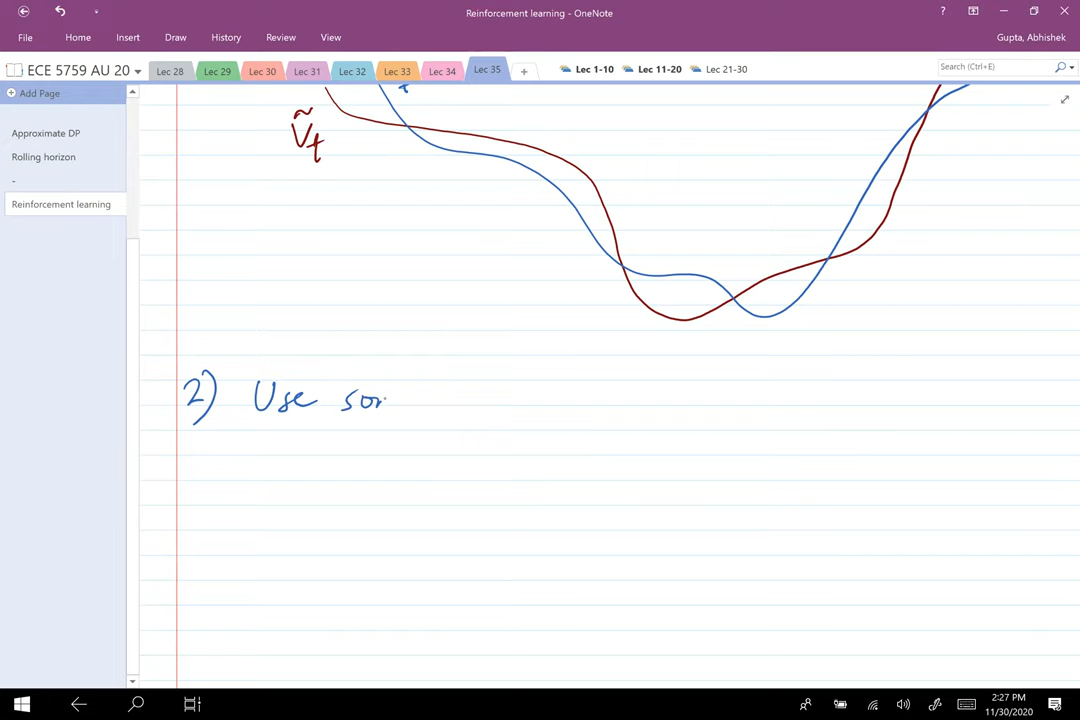 Reinforcement learning - OneNote
?
Gupta, Abhishek
File Home Insert Draw History Review View
ECE 5759 AU 20 Lec 28 Lec 29 Lec 30 Lec 31 Lec 32 Lec 33 Lec 34 Lec 35 + Lec 1-10 Lec 11-20 Lec 21-30 Search (Ctrl+E)
Add Page
Approximate DP
Rolling horizon
-
Reinforcement learning
Ṽt
2) Use som
2:27 PM
11/30/2020